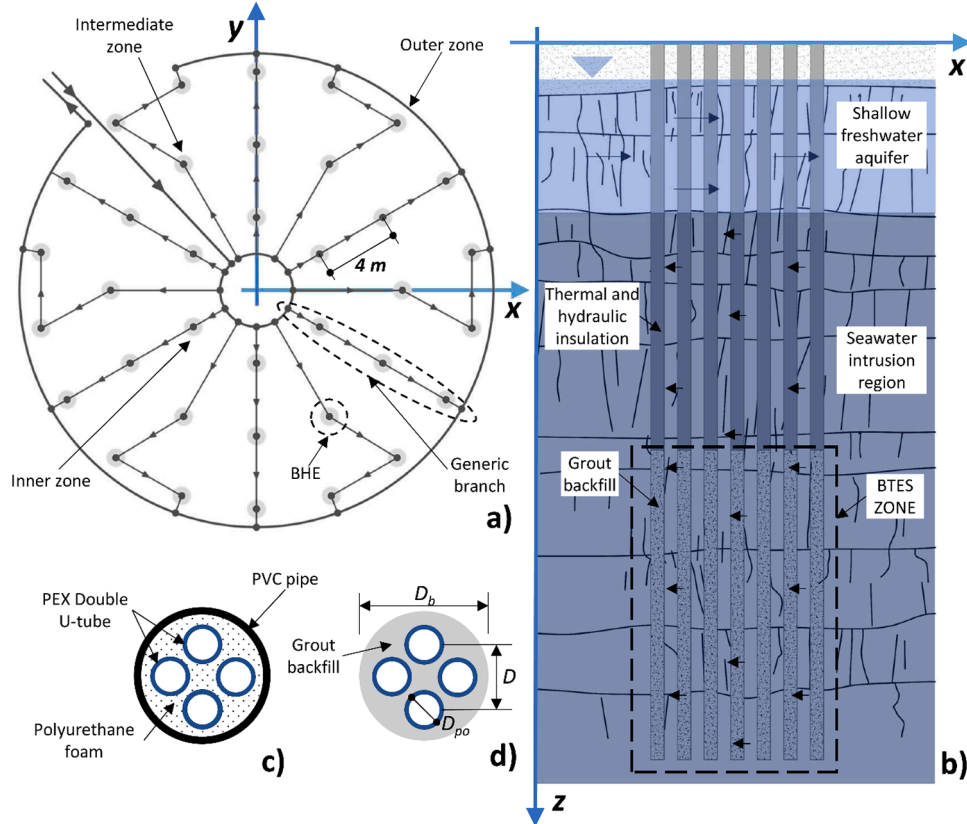 Intermediate
zone
y
Outer zone
4 m
x
Inner zone
BHE
Generic
branch
a)
x
Shallow
freshwater
aquifer
Thermal and
hydraulic
insulation
Seawater
intrusion
region
Grout
backfill
BTES
ZONE
b)
z
PEX Double
U-tube
PVC pipe
Polyurethane
foam
c)
Grout
backfill
D_b
D
D_po
d)